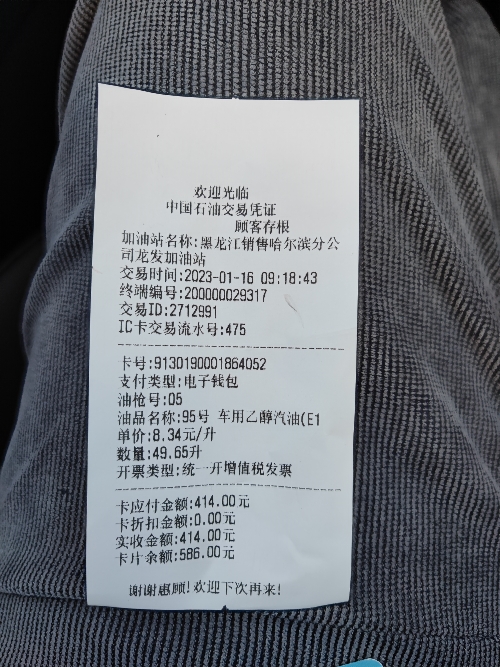 欢迎光临
中国石油交易凭证
顾客存根
加油站名称:黑龙江销售哈尔滨分公
司龙发加油站
交易时间:2023-01-16 09:18:43
终端编号:200000029317
交易ID:2712991
IC卡交易流水号:475
卡号:9130190001864052
支付类型:电子钱包
油枪号:05
油品名称:95号 车用乙醇汽油(E1
单价:8.34元/升
数量:49.65升
开票类型:统一开增值税发票
卡应付金额:414.00元
卡折扣金额:0.00元
实收金额:414.00元
卡片余额:586.00元
谢谢惠顾!欢迎下次再来!